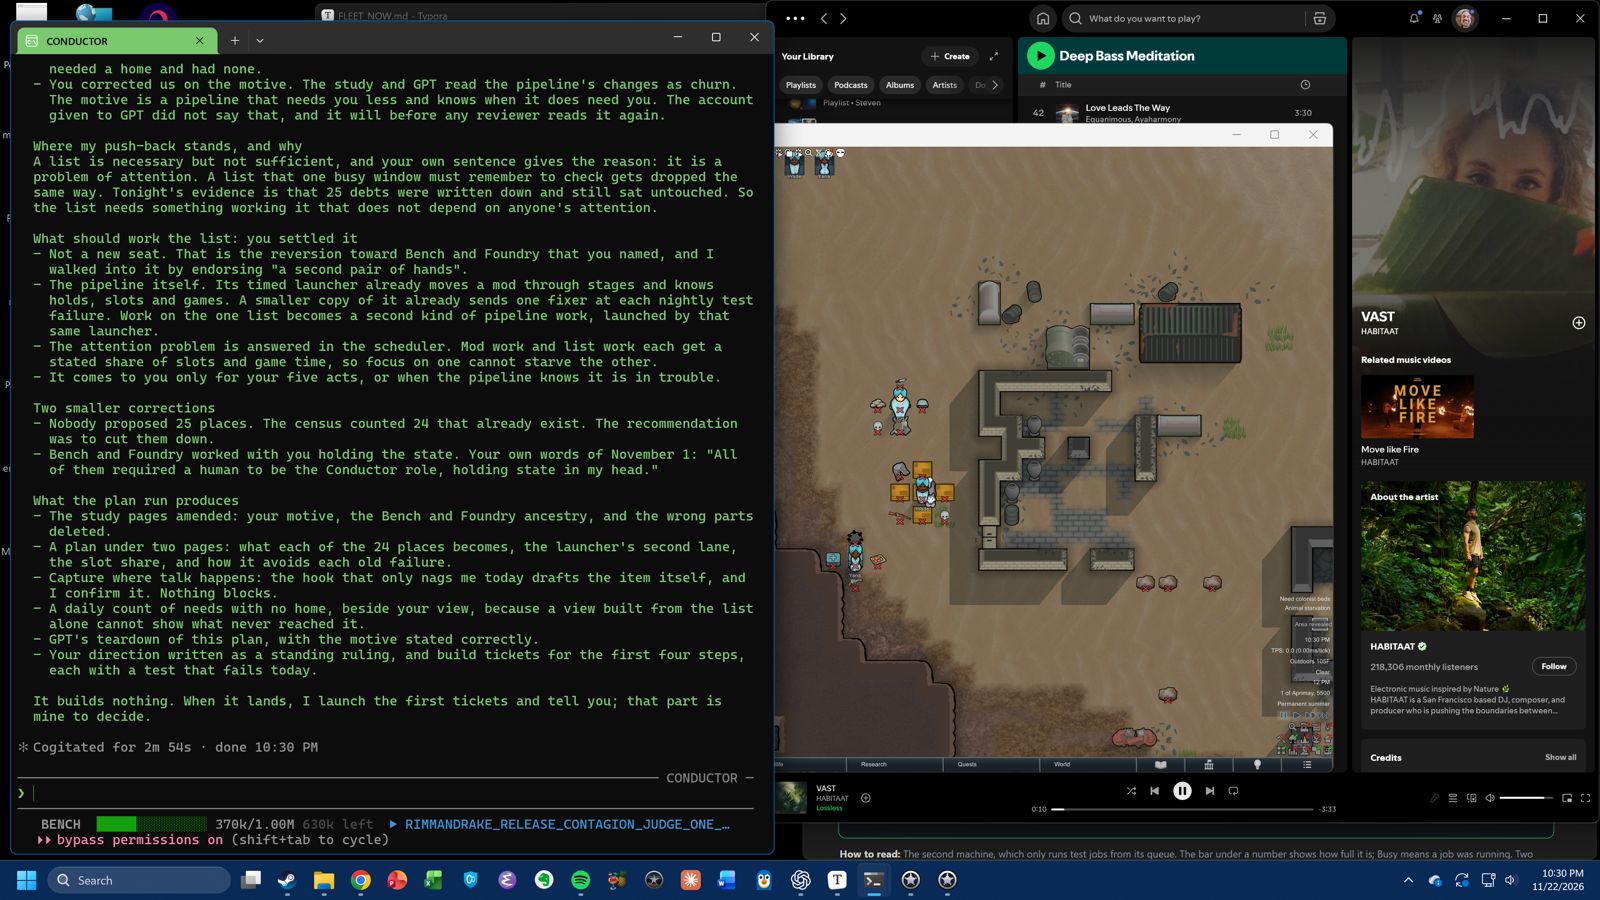 FLEET_NOW.md - Typora
CONDUCTOR
needed a home and had none.
- You corrected us on the motive. The study and GPT read the pipeline's changes as churn.
The motive is a pipeline that needs you less and knows when it does need you. The account
given to GPT did not say that, and it will before any reviewer reads it again.
Where my push-back stands, and why
A list is necessary but not sufficient, and your own sentence gives the reason: it is a
problem of attention. A list that one busy window must remember to check gets dropped the
same way. Tonight's evidence is that 25 debts were written down and still sat untouched. So
the list needs something working it that does not depend on anyone's attention.
What should work the list: you settled it
- Not a new seat. That is the reversion toward Bench and Foundry that you named, and I
walked into it by endorsing "a second pair of hands".
- The pipeline itself. Its timed launcher already moves a mod through stages and knows
holds, slots and games. A smaller copy of it already sends one fixer at each nightly test
failure. Work on the one list becomes a second kind of pipeline work, launched by that
same launcher.
- The attention problem is answered in the scheduler. Mod work and list work each get a
stated share of slots and game time, so focus on one cannot starve the other.
- It comes to you only for your five acts, or when the pipeline knows it is in trouble.
Two smaller corrections
- Nobody proposed 25 places. The census counted 24 that already exist. The recommendation
was to cut them down.
- Bench and Foundry worked with you holding the state. Your own words of November 1: "All
of them required a human to be the Conductor role, holding state in my head."
What the plan run produces
- The study pages amended: your motive, the Bench and Foundry ancestry, and the wrong parts
deleted.
- A plan under two pages: what each of the 24 places becomes, the launcher's second lane,
the slot share, and how it avoids each old failure.
- Capture where talk happens: the hook that only nags me today drafts the item itself, and
I confirm it. Nothing blocks.
- A daily count of needs with no home, beside your view, because a view built from the list
alone cannot show what never reached it.
- GPT's teardown of this plan, with the motive stated correctly.
- Your direction written as a standing ruling, and build tickets for the first four steps,
each with a test that fails today.
It builds nothing. When it lands, I launch the first tickets and tell you; that part is
mine to decide.
✻ Cogitated for 2m 54s · done 10:30 PM
CONDUCTOR
❯
BENCH 370k/1.00M 630k left ▶ RIMMANDRAKE_RELEASE_CONTAGION_JUDGE_ONE_…
bypass permissions on (shift+tab to cycle)
What do you want to play?
Your Library
Create
Playlists Podcasts Albums Artists
Playlist • Steven
Deep Bass Meditation
# Title
42 Love Leads The Way 3:30
Equanimous, Ayaharmony
Yana
Need colonist beds
Animal starvation
Area revealed
10:30 PM
TPS: 0.0 (0.00ms/tick)
Outdoors 105F
Clear
12 PM
1 of Aprimay, 5500
Permanent summer
Research
Quests
World
VAST
HABITAAT
Related music videos
MOVE
LIKE
FIRE
Move like Fire
HABITAAT
About the artist
HABITAAT
218,306 monthly listeners
Follow
Electronic music inspired by Nature
HABITAAT is a San Francisco based DJ, composer, and
producer who is pushing the boundaries between...
Credits
Show all
VAST
HABITAAT
Lossless
0:10
-3:33
How to read: The second machine, which only runs test jobs from its queue. The bar under a number shows how full it is; Busy means a job was running. Two
Search
10:30 PM
11/22/2026